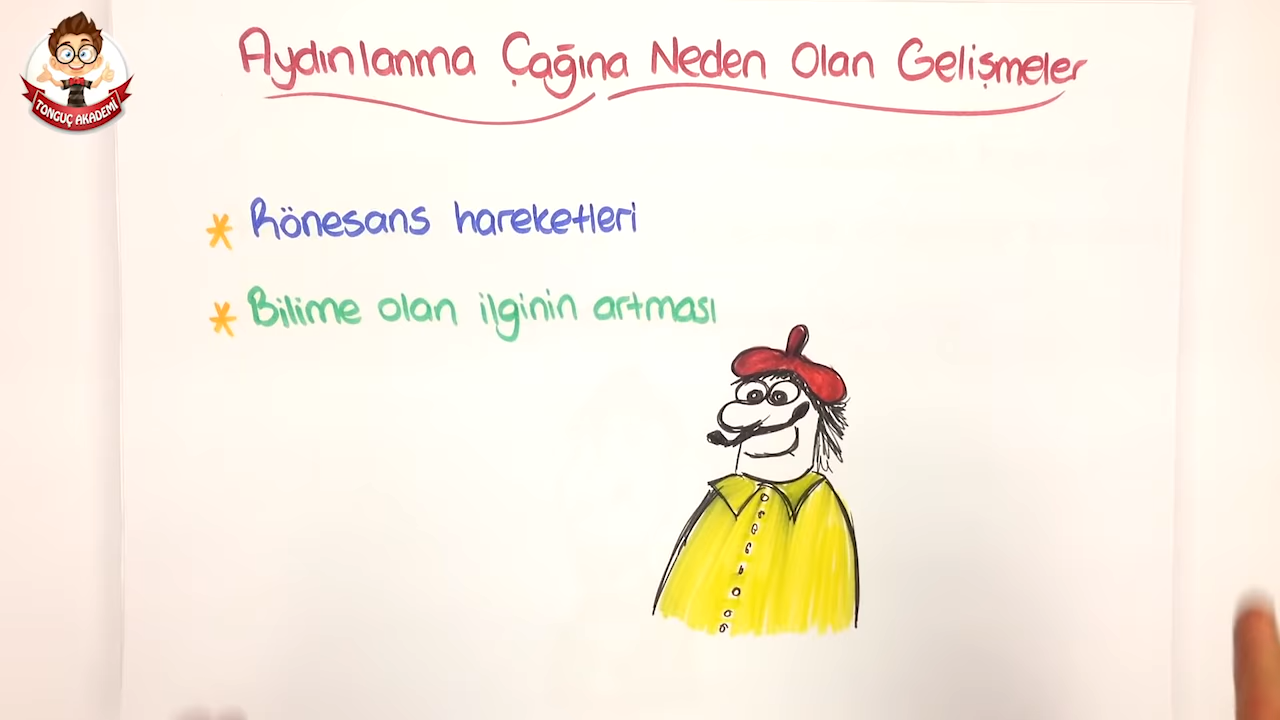 TONGUÇ AKADEMİ
Aydınlanma Çağına Neden Olan Gelişmeler
* Rönesans hareketleri
* Bilime olan ilginin artması